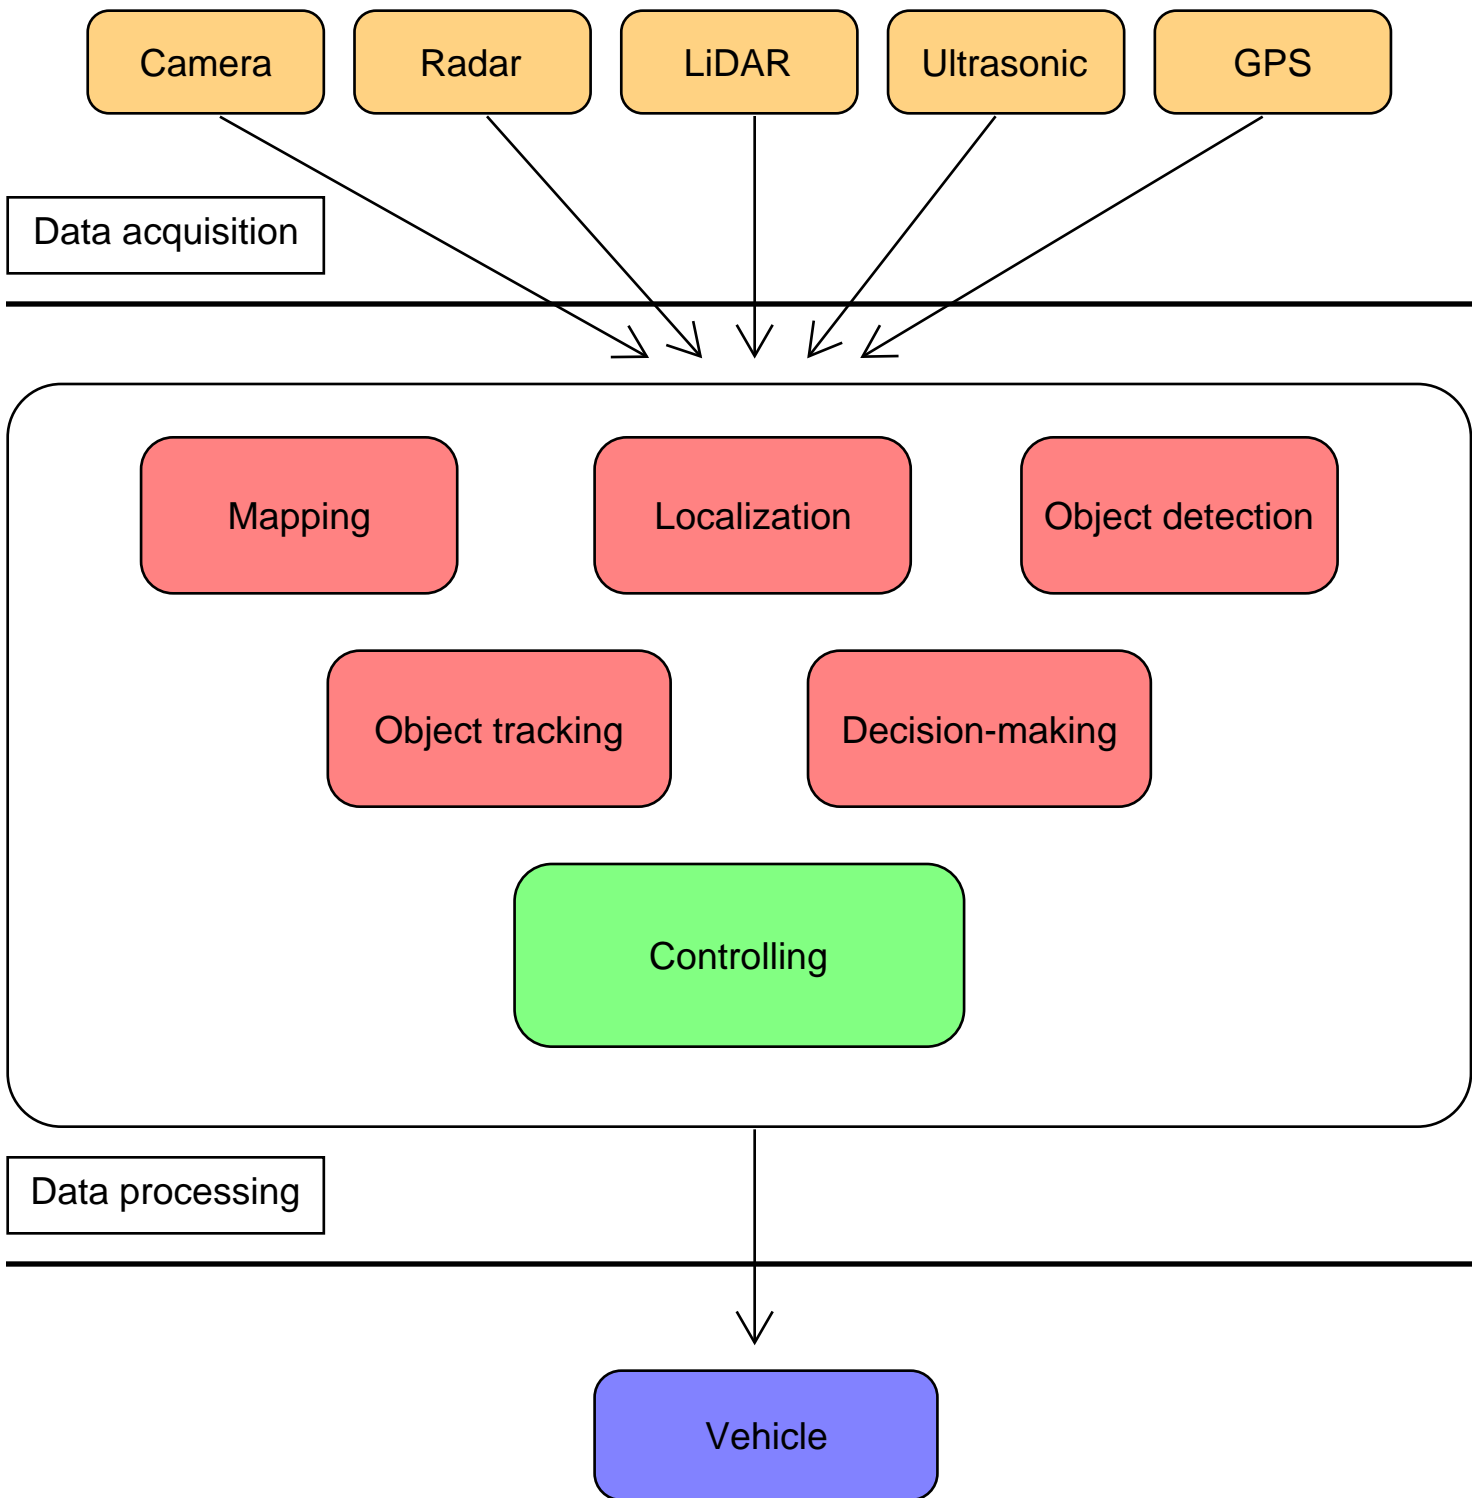 Camera
Radar
LiDAR
Ultrasonic
GPS
Data acquisition
Mapping
Localization
Object detection
Object tracking
Decision-making
Controlling
Data processing
Vehicle